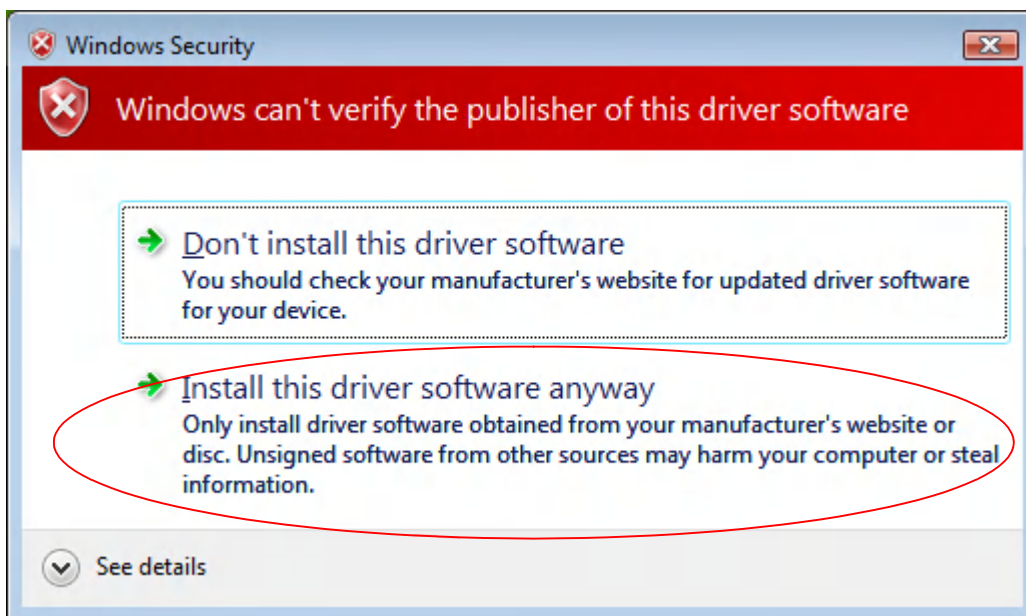 Windows Security
Windows can't verify the publisher of this driver software
Don't install this driver software
You should check your manufacturer's website for updated driver software
for your device.
Install this driver software anyway
Only install driver software obtained from your manufacturer's website or
disc. Unsigned software from other sources may harm your computer or steal
information.
See details